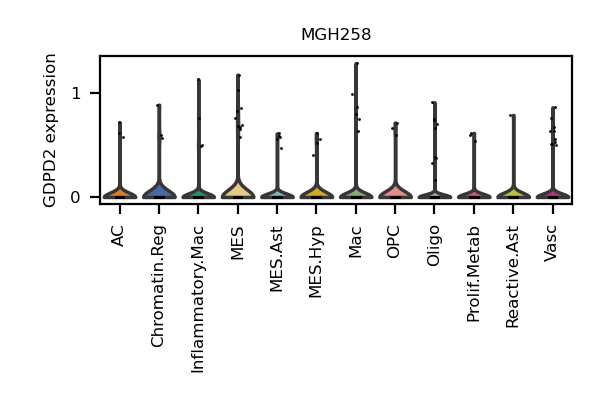 MGH258
GDPD2 expression
1
0
AC
Chromatin.Reg
Inflammatory.Mac
MES
MES.Ast
MES.Hyp
Mac
OPC
Oligo
Prolif.Metab
Reactive.Ast
Vasc